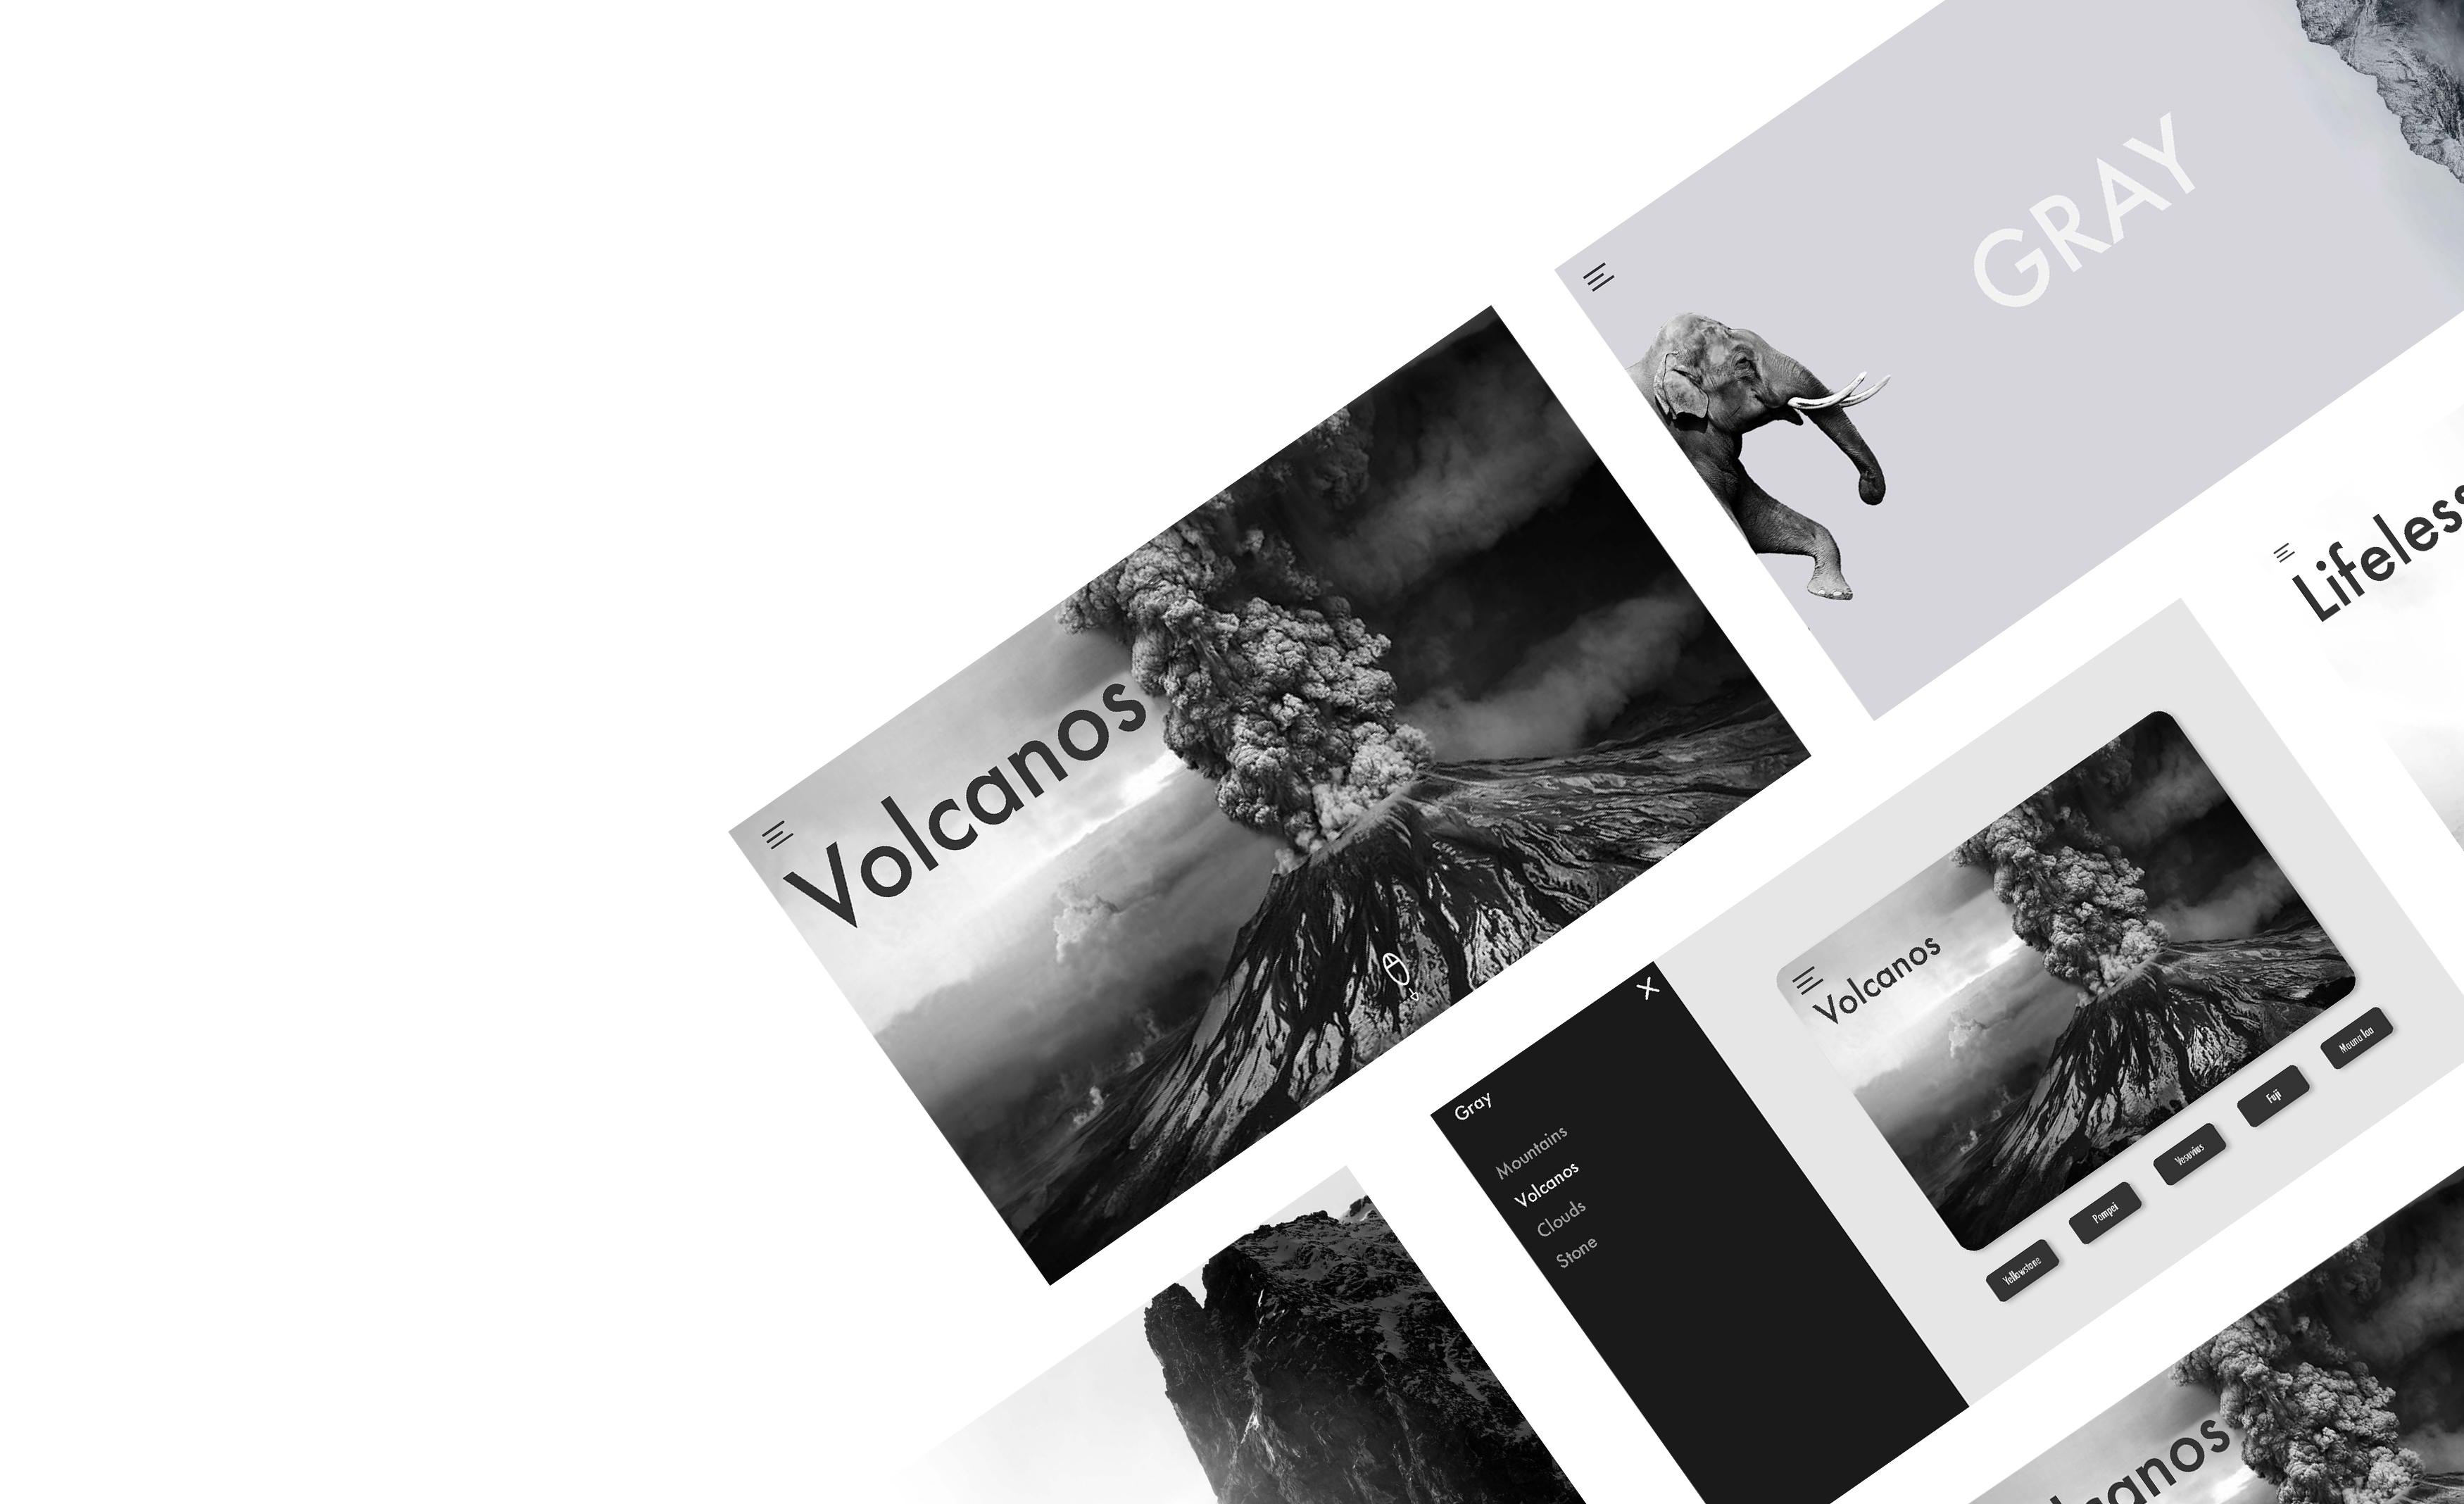 GRAY
Volcanos
Lifeless
Volcanos
Gray
Mountains
Volcanos
Clouds
Stone
Yellowstone
Pompei
Vesuvius
Fuji
Mauna loa
lcanos